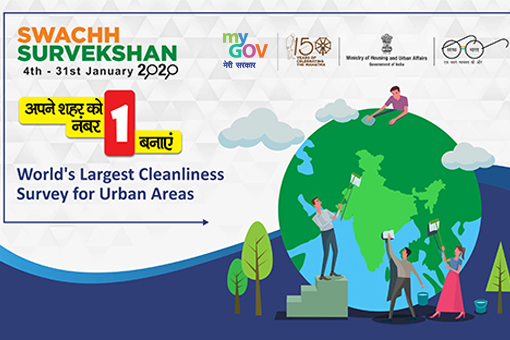 SWACHH
SURVEKSHAN
4th - 31st January 2020
my
GOV
मेरी सरकार
150
YEARS OF
CELEBRATING
THE MAHATMA
Ministry of Housing and Urban Affairs
Government of India
स्वच्छ भारत
एक कदम स्वच्छता की ओर
अपने शहर को
नंबर 1
बनाएं
World's Largest Cleanliness
Survey for Urban Areas